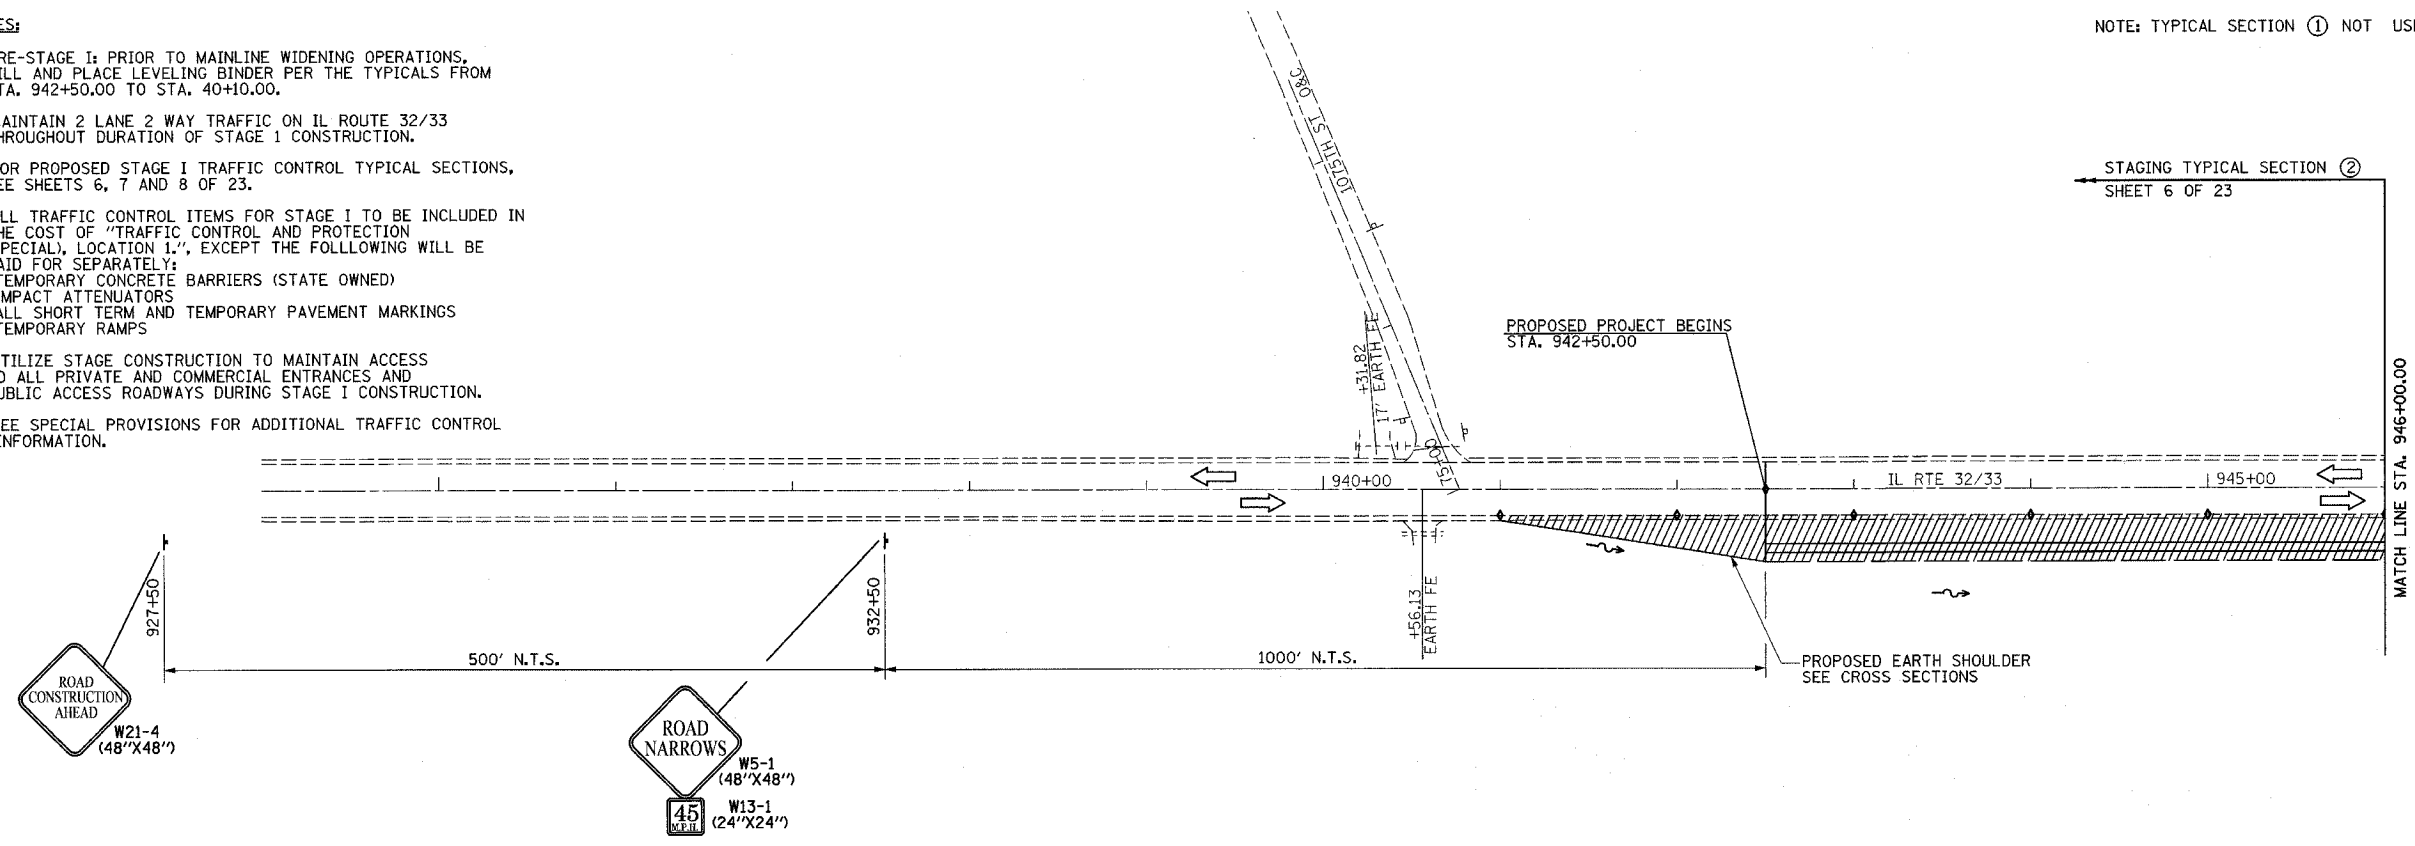 ES:
RE-STAGE I: PRIOR TO MAINLINE WIDENING OPERATIONS,
ILL AND PLACE LEVELING BINDER PER THE TYPICALS FROM
TA. 942+50.00 TO STA. 40+10.00.
AINTAIN 2 LANE 2 WAY TRAFFIC ON IL ROUTE 32/33
HROUGHOUT DURATION OF STAGE 1 CONSTRUCTION.
OR PROPOSED STAGE I TRAFFIC CONTROL TYPICAL SECTIONS,
EE SHEETS 6, 7 AND 8 OF 23.
LL TRAFFIC CONTROL ITEMS FOR STAGE I TO BE INCLUDED IN
HE COST OF "TRAFFIC CONTROL AND PROTECTION
SPECIAL), LOCATION 1.", EXCEPT THE FOLLLOWING WILL BE
AID FOR SEPARATELY:
TEMPORARY CONCRETE BARRIERS (STATE OWNED)
IMPACT ATTENUATORS
ALL SHORT TERM AND TEMPORARY PAVEMENT MARKINGS
TEMPORARY RAMPS
TILIZE STAGE CONSTRUCTION TO MAINTAIN ACCESS
O ALL PRIVATE AND COMMERCIAL ENTRANCES AND
UBLIC ACCESS ROADWAYS DURING STAGE I CONSTRUCTION.
EE SPECIAL PROVISIONS FOR ADDITIONAL TRAFFIC CONTROL
INFORMATION.
NOTE: TYPICAL SECTION ① NOT USE
STAGING TYPICAL SECTION ②
SHEET 6 OF 23
1075TH ST O&C
PROPOSED PROJECT BEGINS
STA. 942+50.00
+31.82
17' EARTH FE
15+00
940+00
IL RTE 32/33
945+00
MATCH LINE STA. 946+00.00
927+50
932+50
+56.13
EARTH FE
500' N.T.S.
1000' N.T.S.
PROPOSED EARTH SHOULDER
SEE CROSS SECTIONS
ROAD
CONSTRUCTION
AHEAD
W21-4
(48"X48")
ROAD
NARROWS
W5-1
(48"X48")
45
M.P.H.
W13-1
(24"X24")